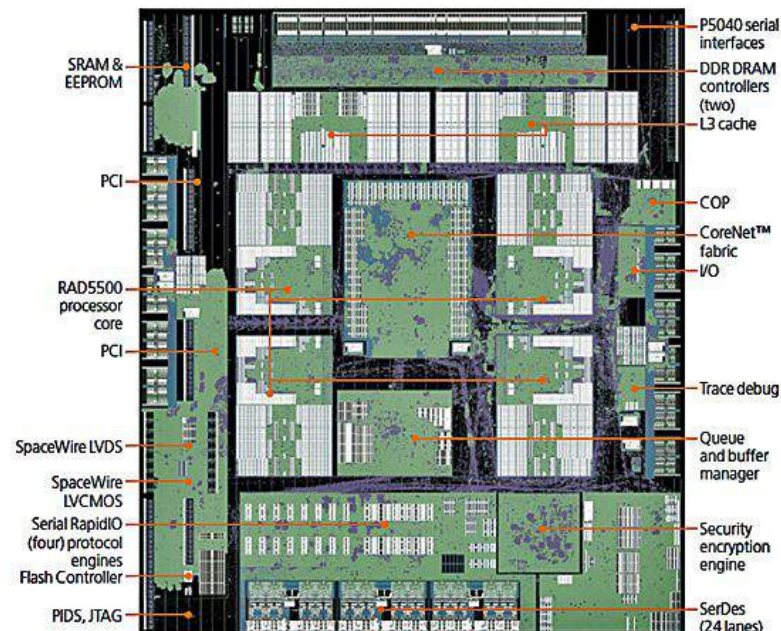 SRAM &
EEPROM
PCI
RAD5500
processor
core
PCI
SpaceWire LVDS
SpaceWire
LVCMOS
Serial RapidIO
(four) protocol
engines
Flash Controller
PIDS, JTAG
P5040 serial
interfaces
DDR DRAM
controllers
(two)
L3 cache
COP
CoreNet™
fabric
I/O
Trace debug
Queue
and buffer
manager
Security
encryption
engine
SerDes
(24 lanes)